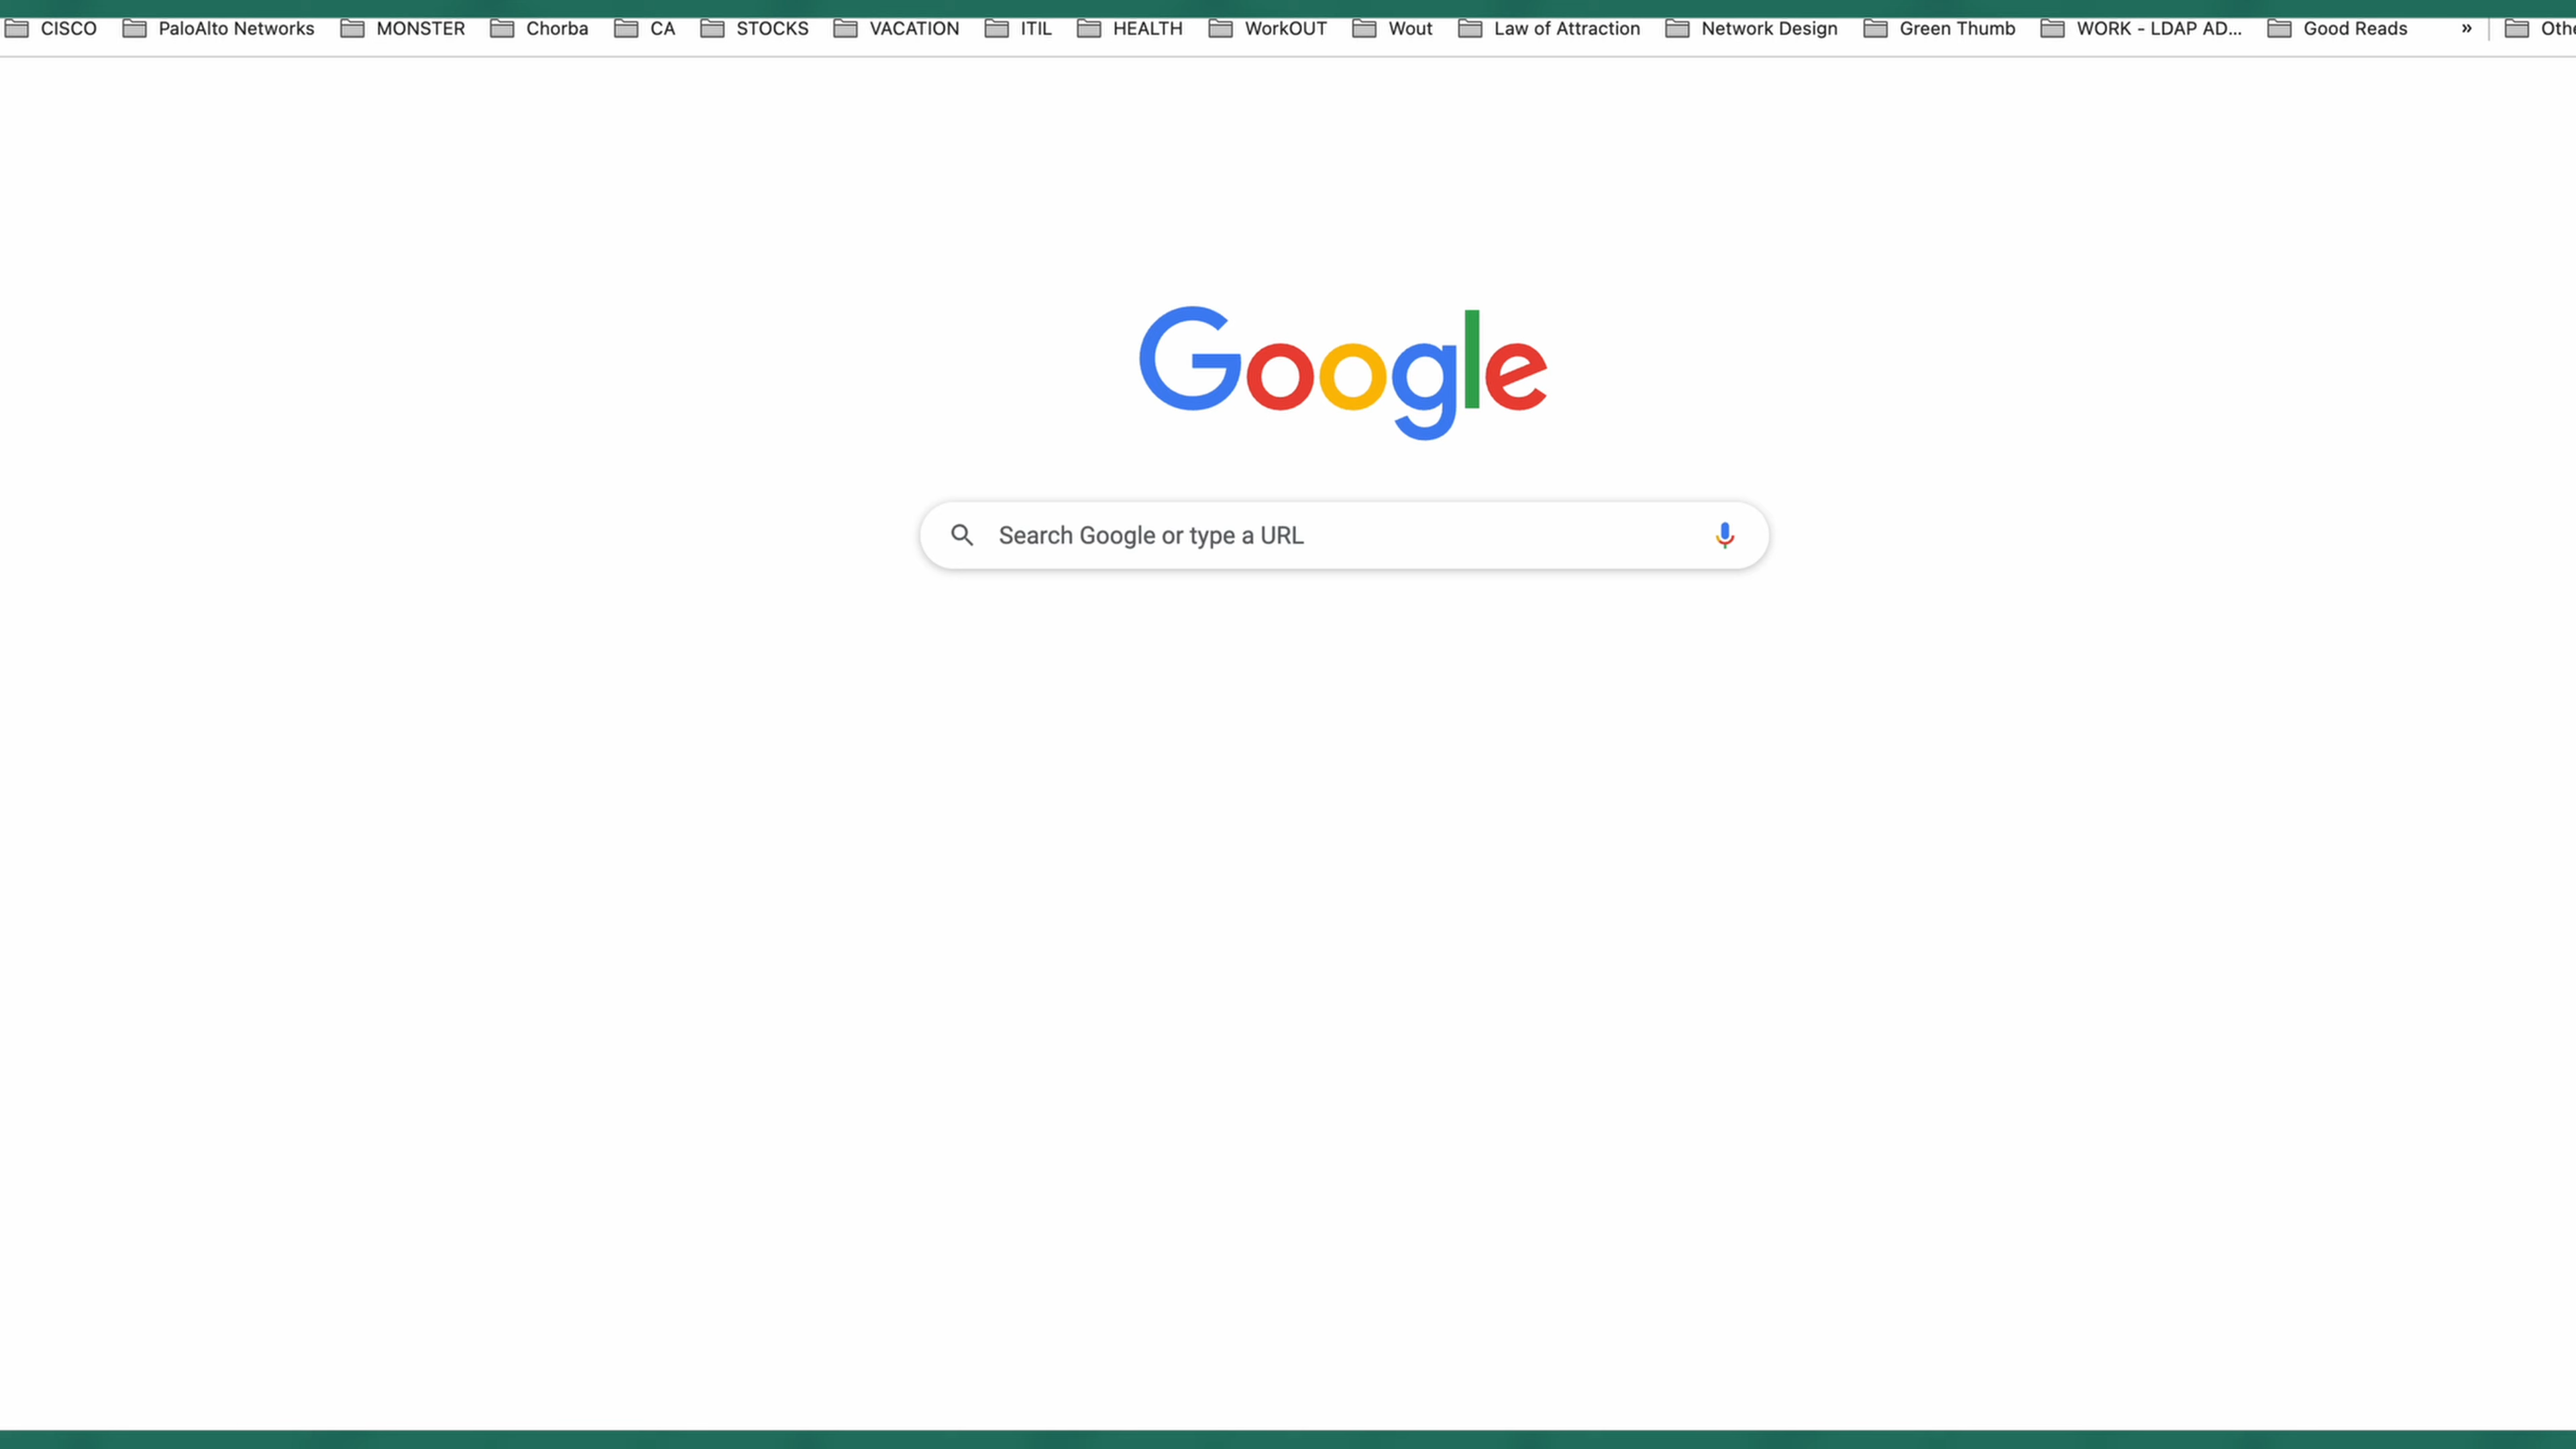 CISCO PaloAlto Networks MONSTER Chorba CA STOCKS VACATION ITIL HEALTH WorkOUT Wout Law of Attraction Network Design Green Thumb WORK - LDAP AD... Good Reads » Othe
Google
Search Google or type a URL